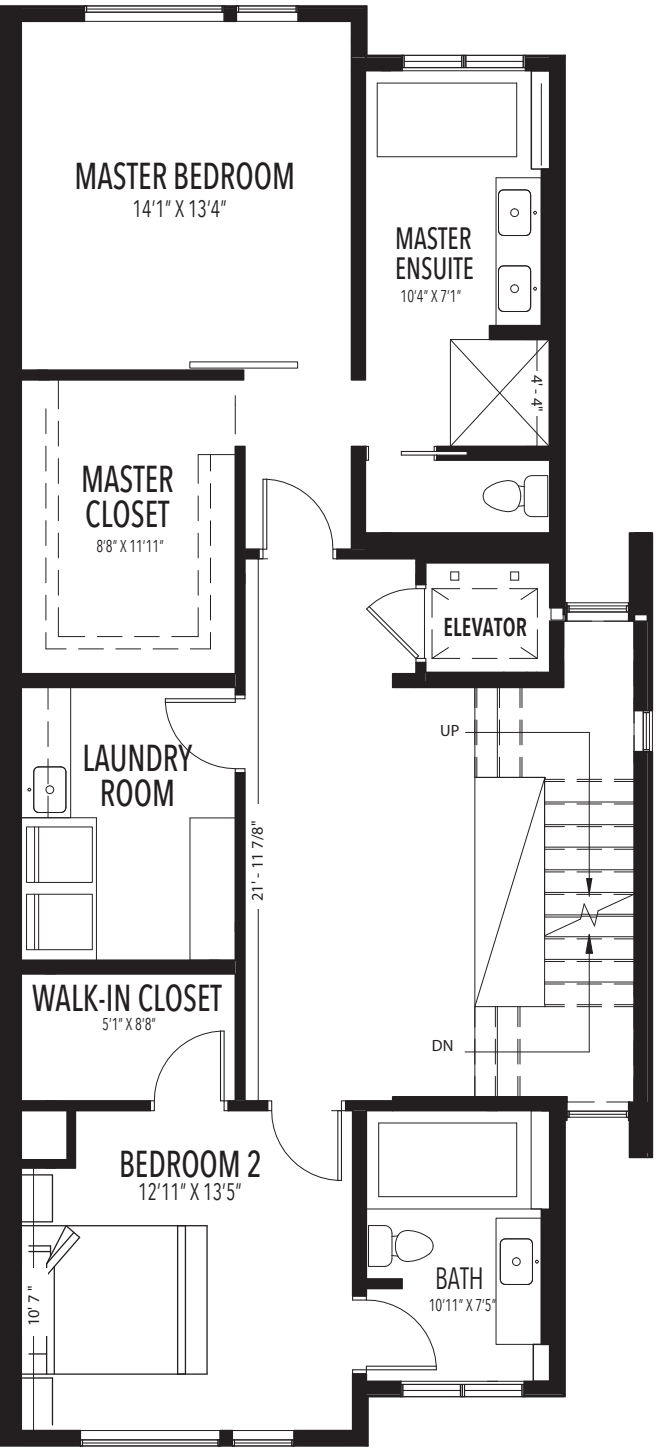 MASTER BEDROOM
14'1" X 13'4"
MASTER
ENSUITE
10'4" X 7'1"
4' - 4"
MASTER
CLOSET
8'8" X 11'11"
ELEVATOR
UP
LAUNDRY
ROOM
21' - 11 7/8"
WALK-IN CLOSET
5'1" X 8'8"
DN
BEDROOM 2
12'11" X 13'5"
10' 7"
BATH
10'11" X 7'5"